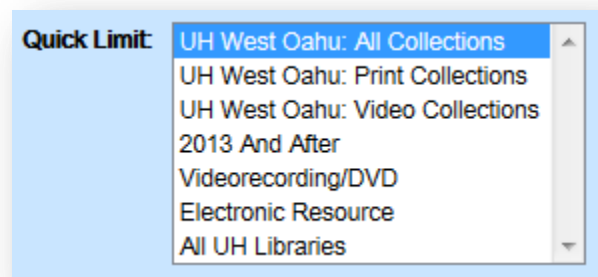 Quick Limit: UH West Oahu: All Collections
UH West Oahu: Print Collections
UH West Oahu: Video Collections
2013 And After
Videorecording/DVD
Electronic Resource
All UH Libraries